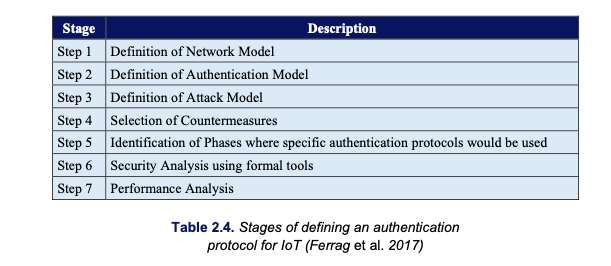 Stage Description
Step 1 Definition of Network Model
Step 2 Definition of Authentication Model
Step 3 Definition of Attack Model
Step 4 Selection of Countermeasures
Step 5 Identification of Phases where specific authentication protocols would be used
Step 6 Security Analysis using formal tools
Step 7 Performance Analysis
Table 2.4. Stages of defining an authentication
protocol for IoT (Ferrag et al. 2017)